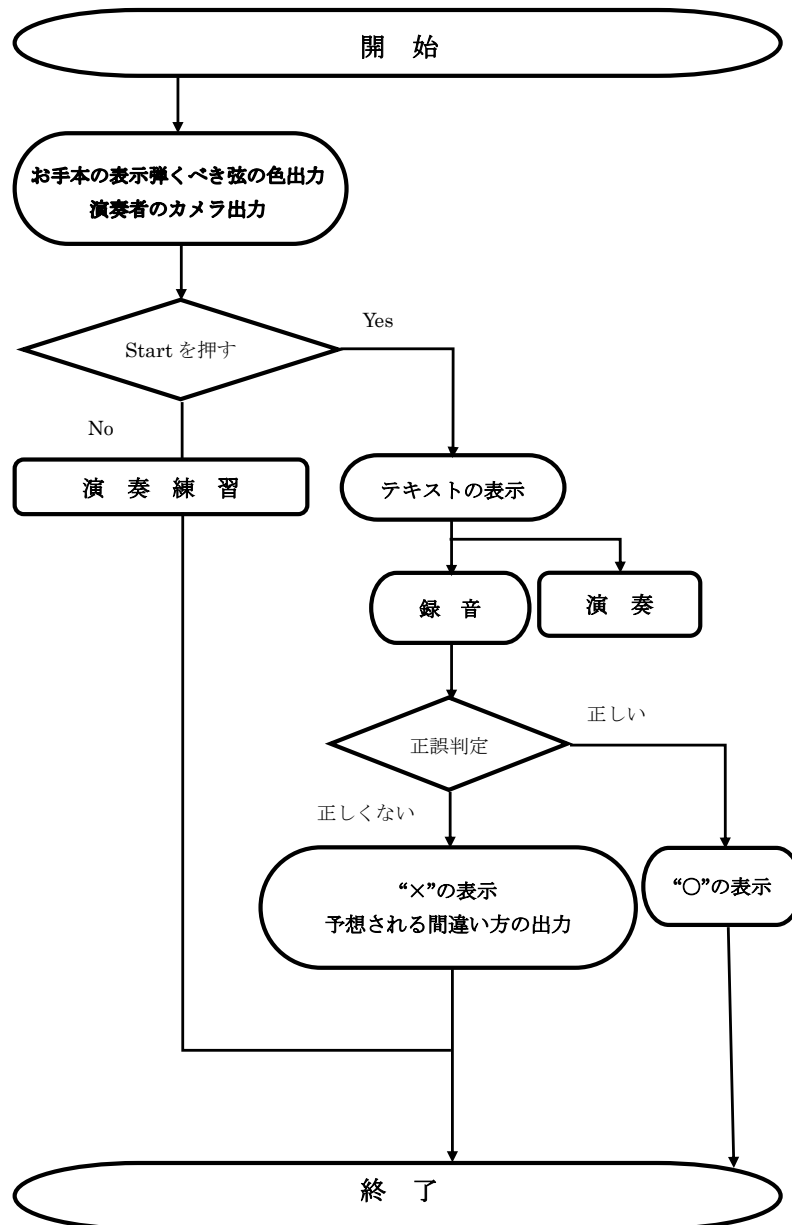 開 始
お手本の表示弾くべき弦の色出力
演奏者のカメラ出力
Yes
Start を押す
No
演 奏 練 習
テキストの表示
録 音
演 奏
正しい
正誤判定
正しくない
“×”の表示
予想される間違い方の出力
“○”の表示
終 了